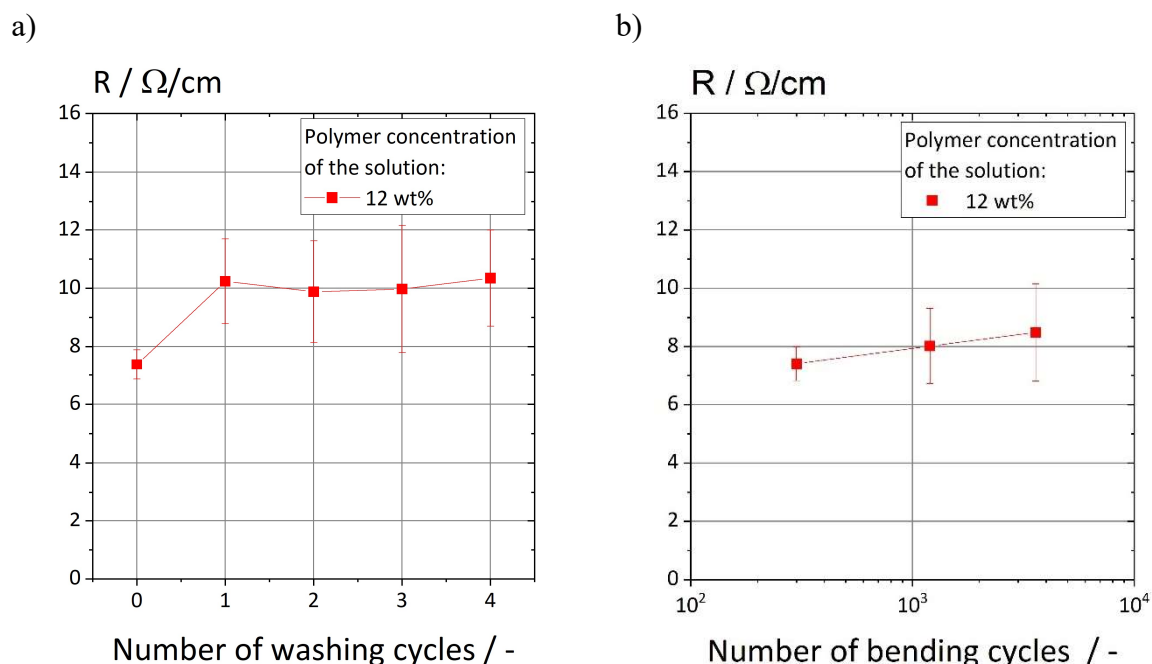 a)
R / Ω/cm
16
14
12
10
8
6
4
2
0
Polymer concentration
of the solution:
12 wt%
0 1 2 3 4
Number of washing cycles / -
b)
R / Ω/cm
16
14
12
10
8
6
4
2
0
Polymer concentration
of the solution:
12 wt%
10² 10³ 10⁴
Number of bending cycles / -